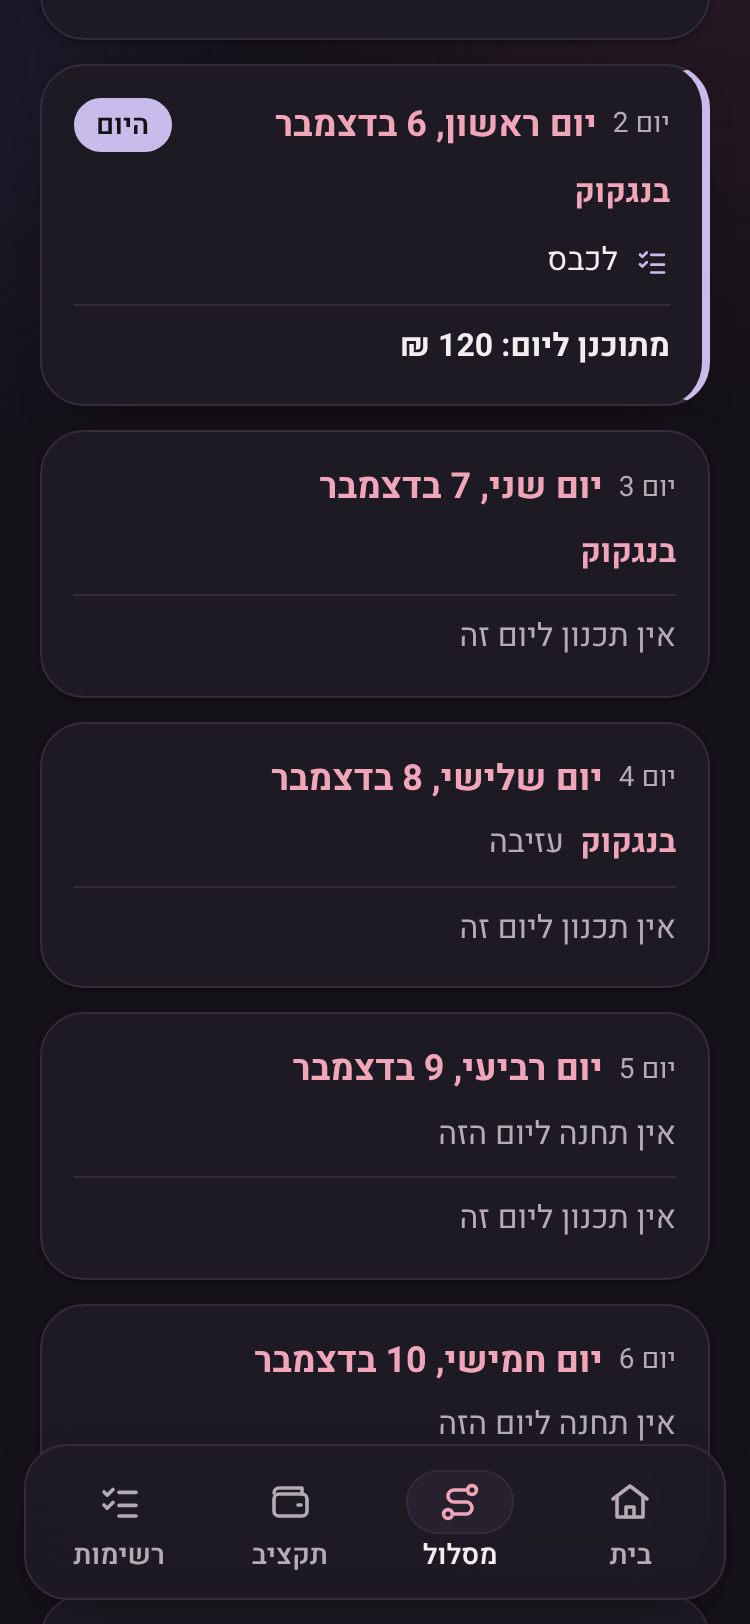 יום 2 יום ראשון, 6 בדצמבר היום
בנגקוק
לכבס
מתוכנן ליום: 120 ₪
יום 3 יום שני, 7 בדצמבר
בנגקוק
אין תכנון ליום זה
יום 4 יום שלישי, 8 בדצמבר
בנגקוק עזיבה
אין תכנון ליום זה
יום 5 יום רביעי, 9 בדצמבר
אין תחנה ליום הזה
אין תכנון ליום זה
יום 6 יום חמישי, 10 בדצמבר
אין תחנה ליום הזה
בית מסלול תקציב רשימות